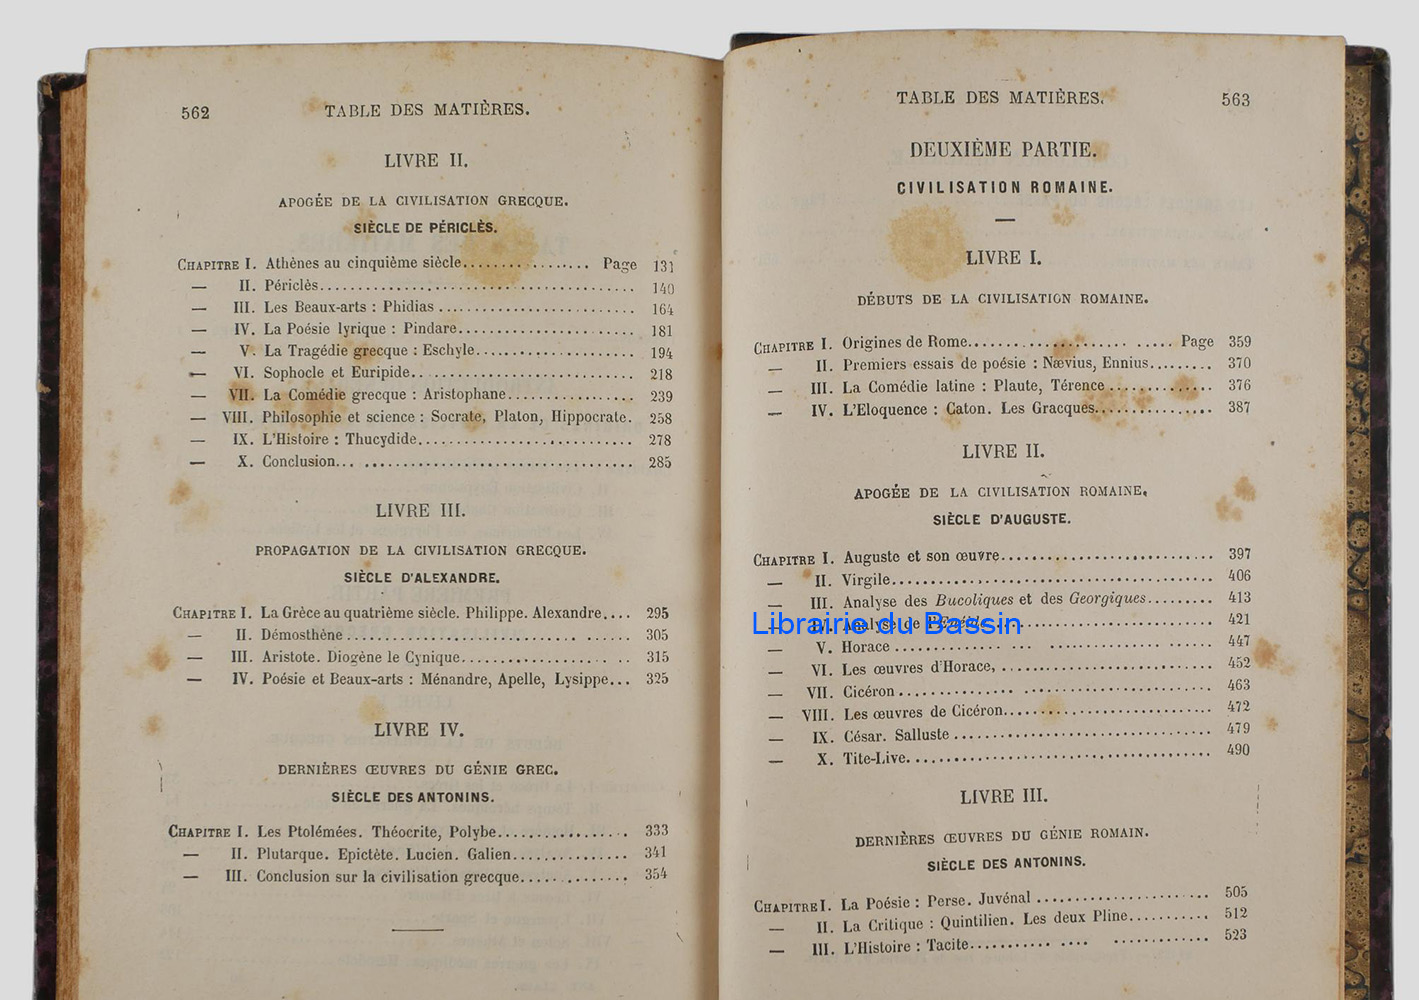 562 TABLE DES MATIÈRES.
LIVRE II.
APOGÉE DE LA CIVILISATION GRECQUE.
SIÈCLE DE PÉRICLÈS.
CHAPITRE I. Athènes au cinquième siècle................ Page 131
— II. Périclès........................................ 140
— III. Les Beaux-arts : Phidias ......................... 164
— IV. La Poésie lyrique : Pindare....................... 181
— V. La Tragédie grecque : Eschyle..................... 194
— VI. Sophocle et Euripide.............................. 218
— VII. La Comédie grecque : Aristophane................. 239
— VIII. Philosophie et science : Socrate, Platon, Hippocrate. 258
— IX. L'Histoire : Thucydide............................ 278
— X. Conclusion... ................................... 285
LIVRE III.
PROPAGATION DE LA CIVILISATION GRECQUE.
SIÈCLE D'ALEXANDRE.
CHAPITRE I. La Grèce au quatrième siècle. Philippe. Alexandre.... 295
— II. Démosthène .............................. ...... 305
— III. Aristote. Diogène le Cynique................... .. 315
— IV. Poésie et Beaux-arts : Ménandre, Apelle, Lysippe... 325
LIVRE IV.
DERNIÈRES ŒUVRES DU GÉNIE GREC.
SIÈCLE DES ANTONINS.
CHAPITRE I. Les Ptolémées. Théocrite, Polybe................. 333
— II. Plutarque. Epictète. Lucien. Galien............... 341
— III. Conclusion sur la civilisation grecque.............. 354
TABLE DES MATIÈRES. 563
DEUXIÈME PARTIE.
CIVILISATION ROMAINE.
LIVRE I.
DÉBUTS DE LA CIVILISATION ROMAINE.
CHAPITRE I. Origines de Rome..................... ..... Page 359
— II. Premiers essais de poésie : Nævius, Ennius......... 370
— III. La Comédie latine : Plaute, Térence .............. 376
— IV. L'Eloquence : Caton. Les Gracques................ 387
LIVRE II.
APOGÉE DE LA CIVILISATION ROMAINE,
SIÈCLE D'AUGUSTE.
CHAPITRE I. Auguste et son œuvre............................ 397
— II. Virgile.......................................... 406
— III. Analyse des Bucoliques et des Georgiques......... 413
— IV. Analyse de l'Enéide ............................. 421
— V. Horace .............. ... ................. ...... 447
— VI. Les œuvres d'Horace, ............................ 452
— VII. Cicéron ............... ......................... 463
— VIII. Les œuvres de Cicéron........................... 472
— IX. César. Salluste .................................. 479
— X. Tite-Live........................................ 490
LIVRE III.
DERNIÈRES ŒUVRES DU GÉNIE ROMAIN.
SIÈCLE DES ANTONINS.
CHAPITRE I. La Poésie : Perse. Juvénal ....................... 505
— II. La Critique : Quintilien. Les deux Pline........... 512
— III. L'Histoire : Tacite........... .... ............. 523
Librairie du Bassin